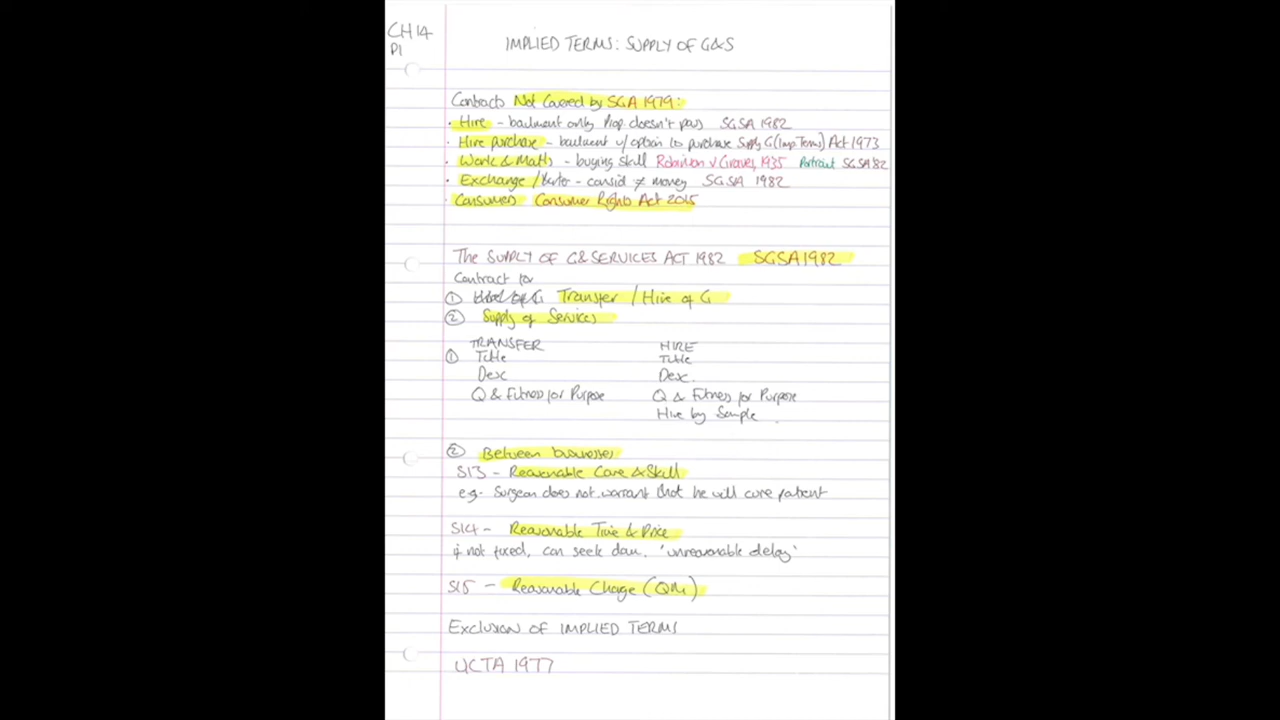 CH 14
P1
IMPLIED TERMS: SUPPLY OF G&S
Contracts Not Covered by SGA 1979:
· Hire - bailment only Prop. doesn't pass SGSA 1982
· Hire purchase - bailment w/ option to purchase Supply G (Imp Terms) Act 1973
· Work & Matls - buying skill Robinson v Graves, 1935 Portrait SGSA'82
· Exchange / Barter - consid ≠ money SGSA 1982
· Consumers Consumer Rights Act 2015
The SUPPLY OF G& SERVICES ACT 1982 SGSA 1982
Contract to
① Transfer / Hire of G
② Supply of Services
TRANSFER HIRE
① Title Title
Desc Desc.
Q & Fitness for Purpose Q & Fitness for Purpose
Hire by Sample
② Between businesses
S13 - Reasonable Care & Skill
e.g. Surgeon does not warrant that he will cure patient
S14 - Reasonable Time & Price
if not fixed, can seek dam. 'unreasonable delay'
S15 - Reasonable Charge (QM)
EXCLUSION OF IMPLIED TERMS
UCTA 1977